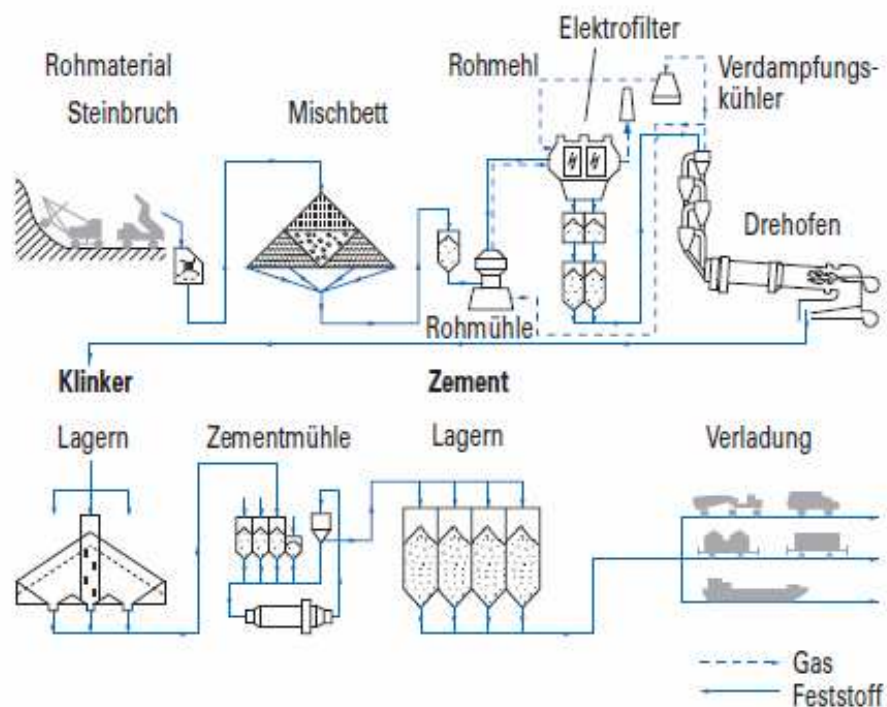 Elektrofilter
Rohmaterial
Rohmehl
Verdampfungs-
kühler
Steinbruch
Mischbett
Drehofen
Rohmühle
Klinker
Zement
Lagern
Zementmühle
Lagern
Verladung
Gas
Feststoff